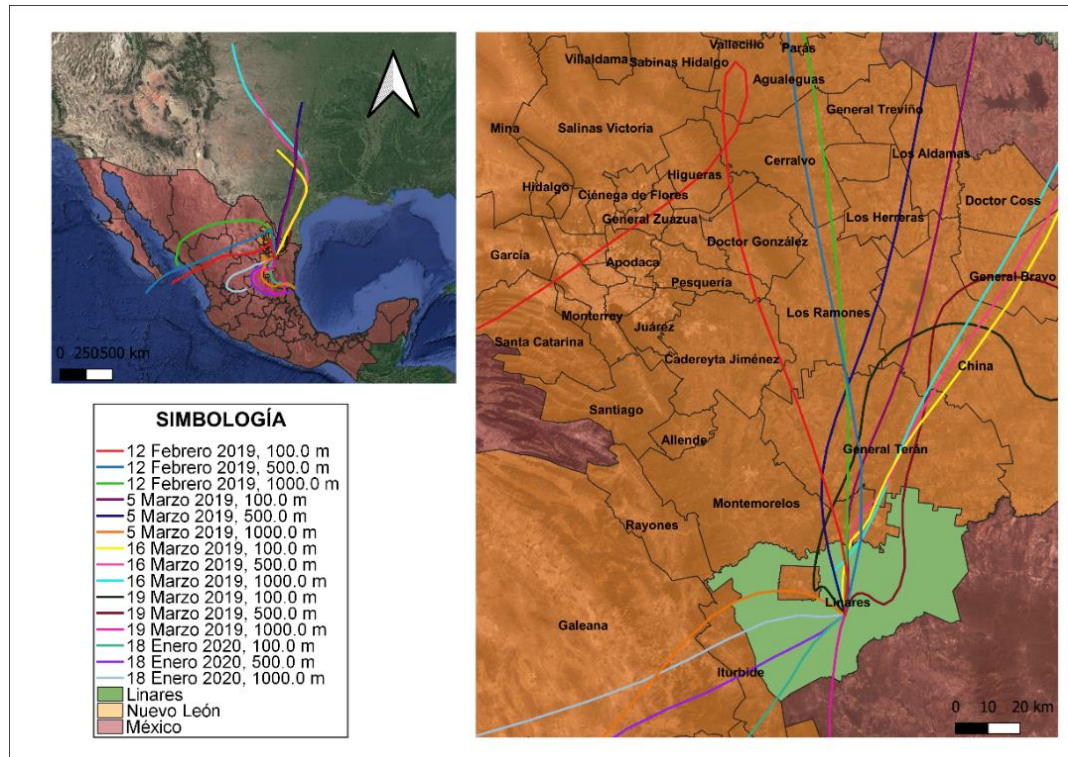 0 250500 km
SIMBOLOGÍA
12 Febrero 2019, 100.0 m
12 Febrero 2019, 500.0 m
12 Febrero 2019, 1000.0 m
5 Marzo 2019, 100.0 m
5 Marzo 2019, 500.0 m
5 Marzo 2019, 1000.0 m
16 Marzo 2019, 100.0 m
16 Marzo 2019, 500.0 m
16 Marzo 2019, 1000.0 m
19 Marzo 2019, 100.0 m
19 Marzo 2019, 500.0 m
19 Marzo 2019, 1000.0 m
18 Enero 2020, 100.0 m
18 Enero 2020, 500.0 m
18 Enero 2020, 1000.0 m
Linares
Nuevo León
México
Vallecillo
Parás
Villaldama
Sabinas Hidalgo
Agualeguas
General Treviño
Mina
Salinas Victoria
Los Aldamas
Cerralvo
Higueras
Hidalgo
Ciénega de Flores
Doctor Coss
General Zuazua
Los Herreras
Doctor González
García
Apodaca
General Bravo
Pesquería
Monterrey
Los Ramones
Juárez
Santa Catarina
Cadereyta Jiménez
China
Santiago
Allende
General Terán
Montemorelos
Rayones
Linares
Galeana
Iturbide
0 10 20 km